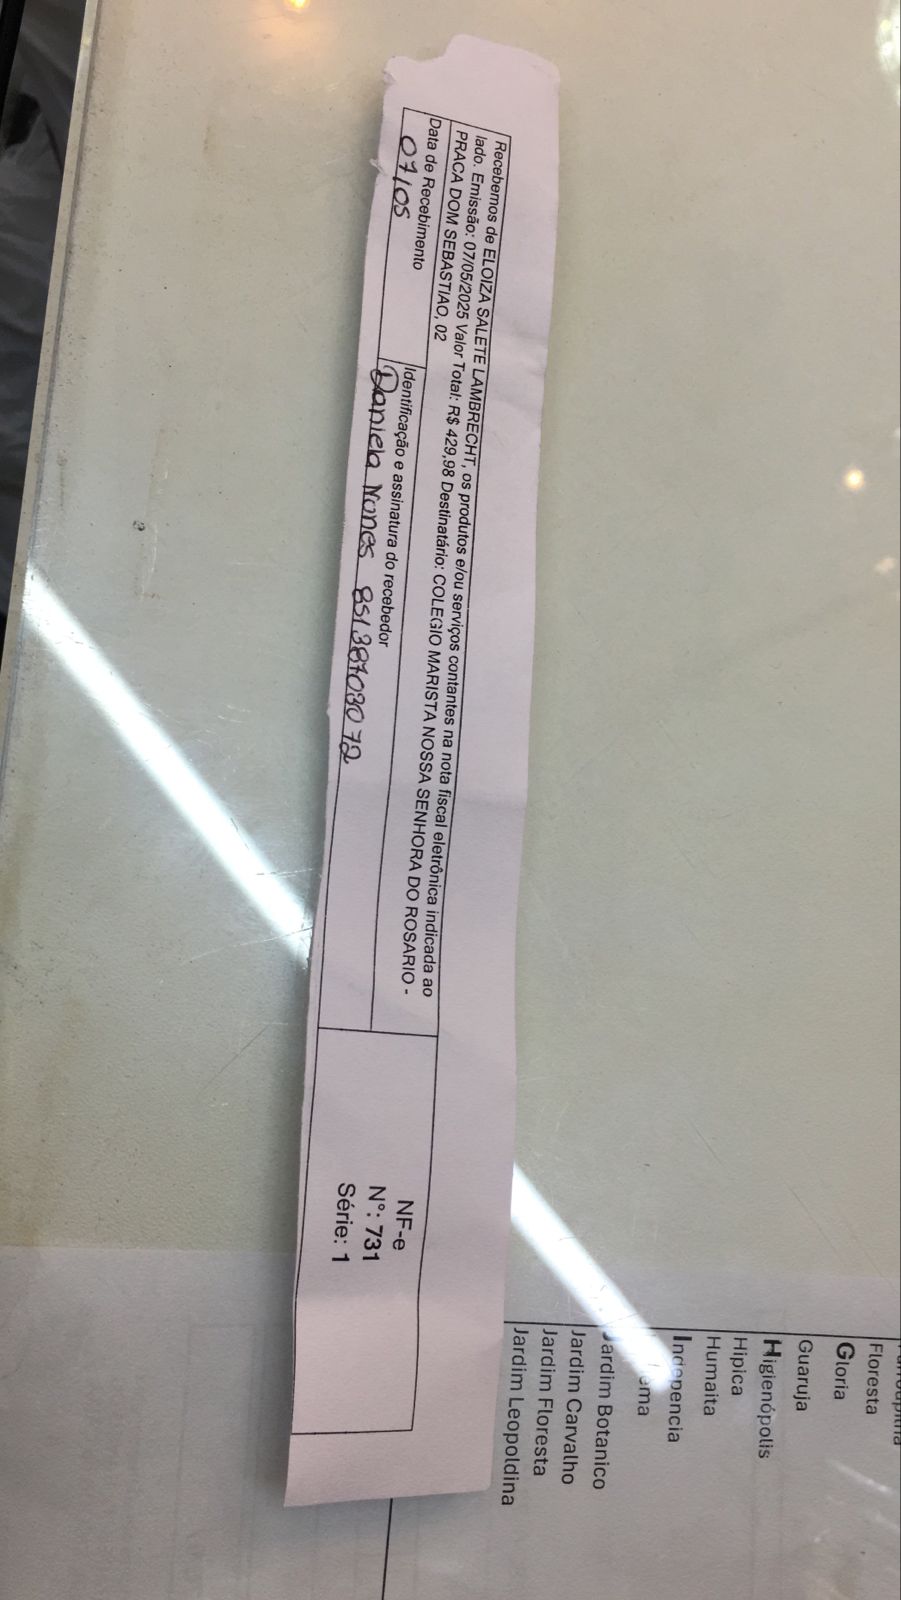 Recebemos de ELOIZA SALETE LAMBRECHT, os produtos e/ou serviços contantes na nota fiscal eletrônica indicada ao
lado. Emissão: 07/05/2025 Valor Total: R$ 429,98 Destinatário: COLEGIO MARISTA NOSSA SENHORA DO ROSARIO -
PRACA DOM SEBASTIAO, 02
Data de Recebimento
07/05
Identificação e assinatura do recebedor
Daniela Nones 85138703072
NF-e
Nº: 731
Série: 1
Floresta
Gloria
Guaruja
Higienópolis
Hipica
Humaita
Indepencia
Jardim Botanico
Jardim Carvalho
Jardim Floresta
Jardim Leopoldina